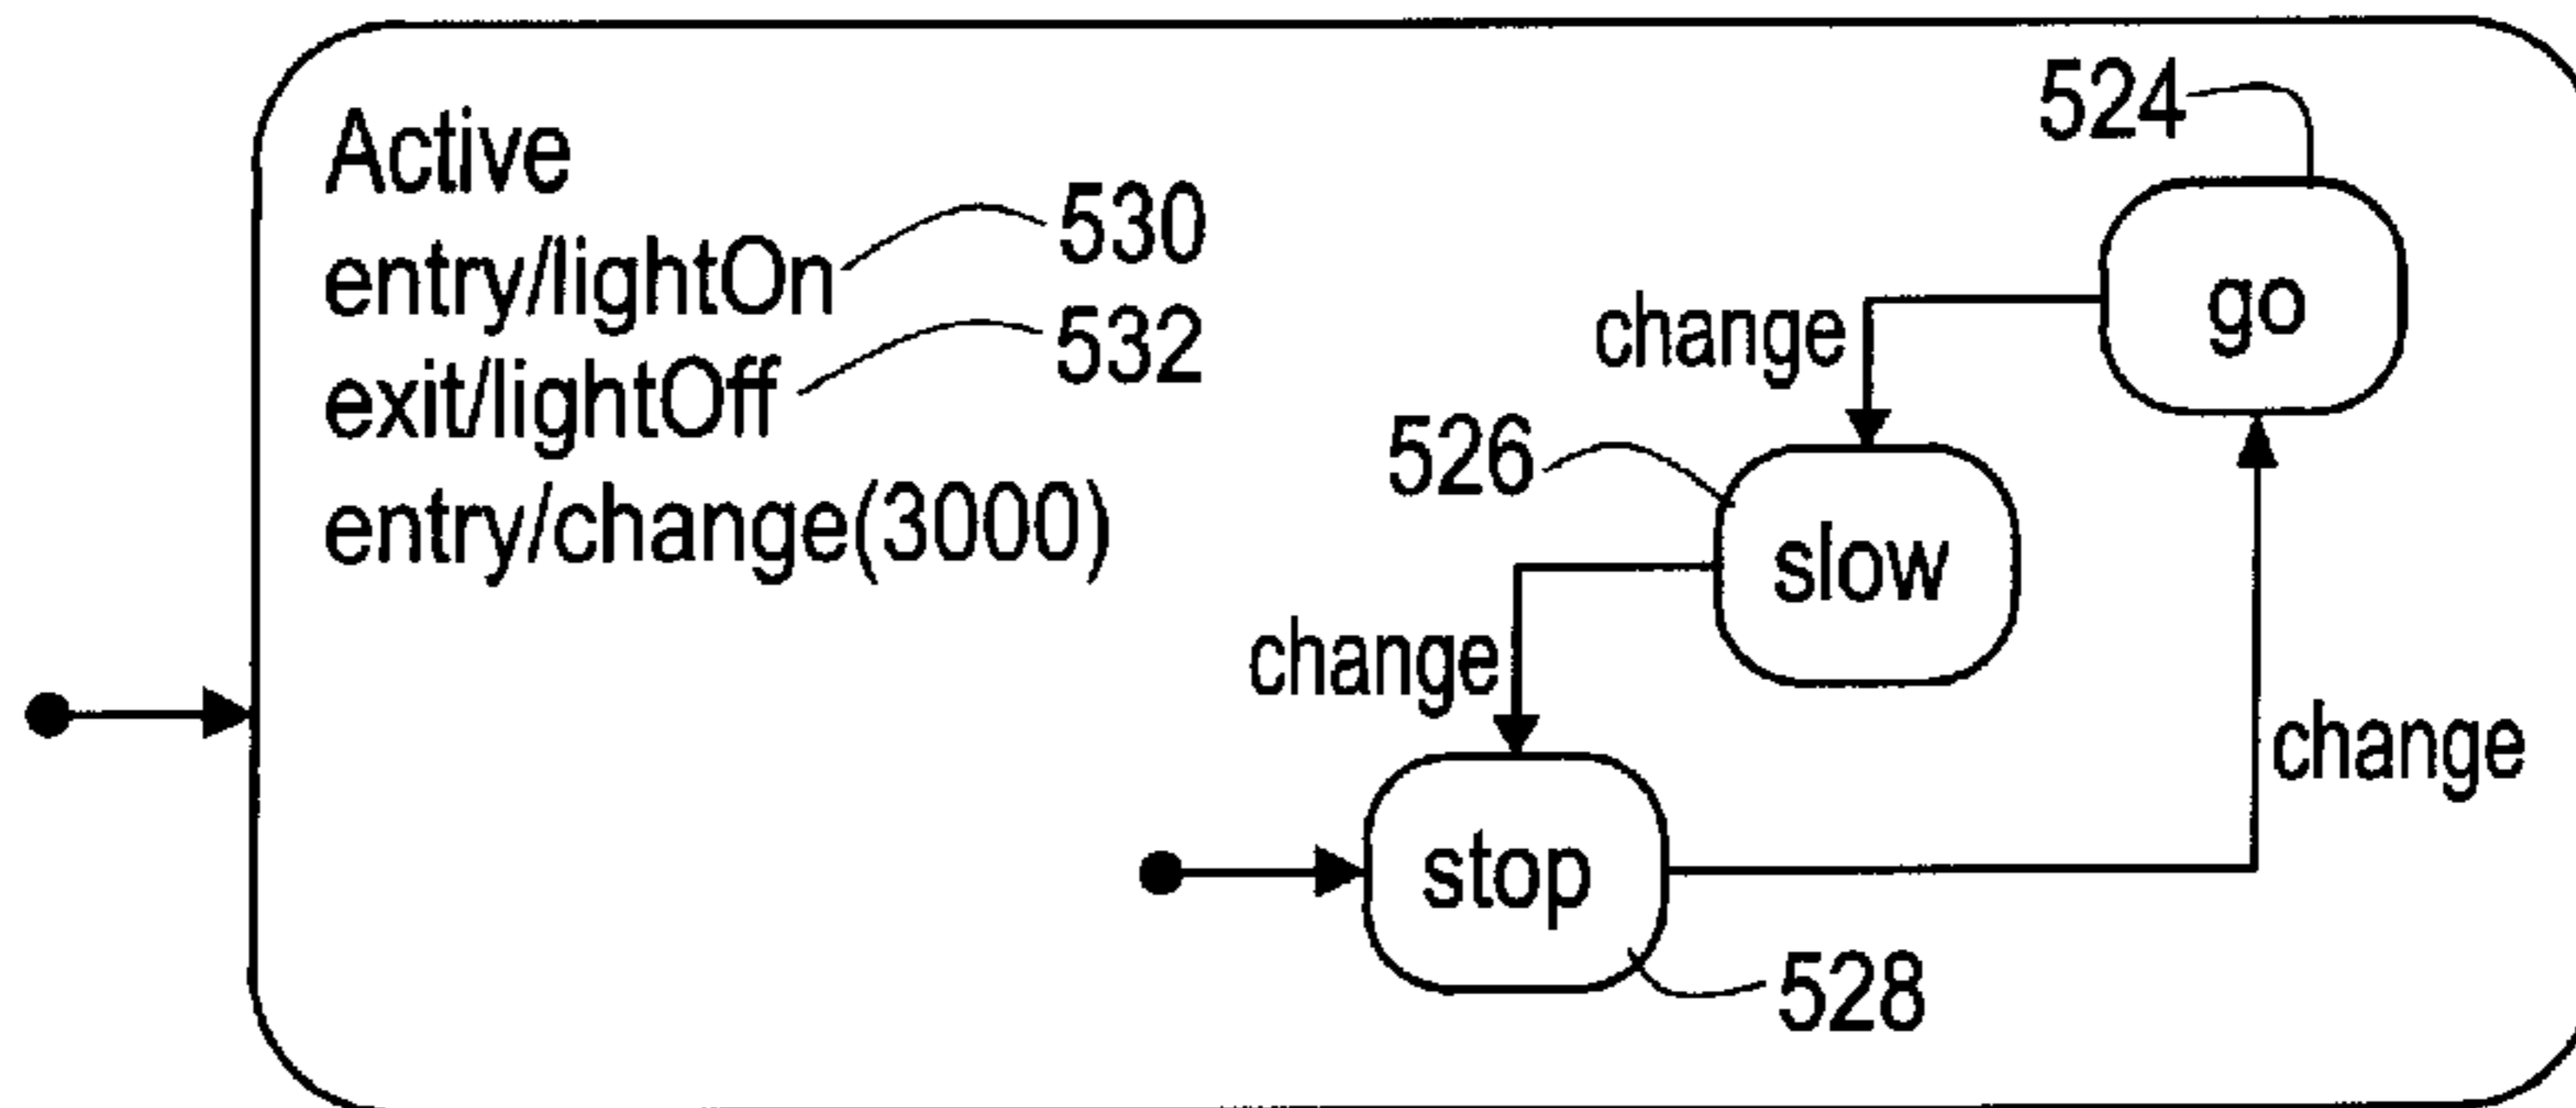 Active
entry/lightOn
530
exit/lightOff
532
entry/change(3000)
524
go
change
526
slow
change
stop
528
change